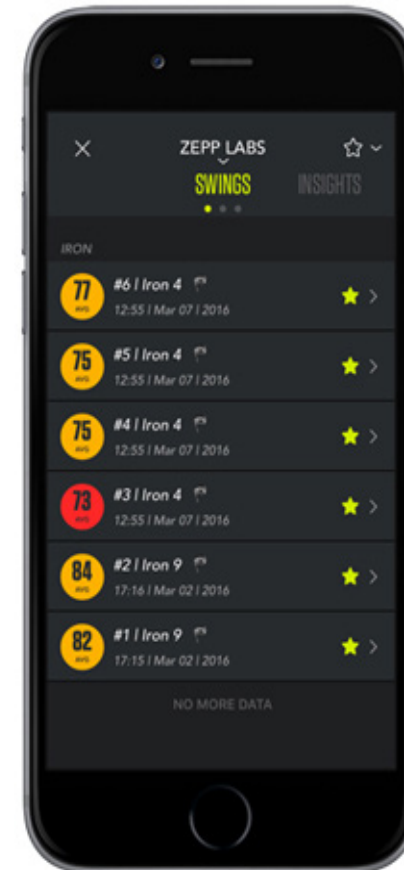 ZEPP LABS
SWINGS INSIGHTS
IRON
77 AVG #6 | Iron 4
12:55 | Mar 07 | 2016
75 AVG #5 | Iron 4
12:55 | Mar 07 | 2016
75 AVG #4 | Iron 4
12:55 | Mar 07 | 2016
73 AVG #3 | Iron 4
12:55 | Mar 07 | 2016
84 AVG #2 | Iron 9
17:16 | Mar 02 | 2016
82 AVG #1 | Iron 9
17:15 | Mar 02 | 2016
NO MORE DATA